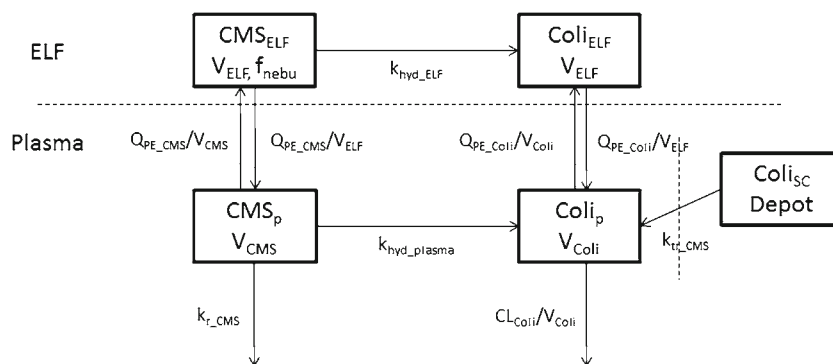 CMS_ELF
V_ELF, f_nebu
Coli_ELF
V_ELF
ELF
k_hyd_ELF
Plasma
Q_PE_CMS/V_CMS
Q_PE_CMS/V_ELF
Q_PE_Coli/V_Coli
Q_PE_Coli/V_ELF
Coli_SC
Depot
CMS_p
V_CMS
Coli_p
V_Coli
k_hyd_plasma
k_tr_CMS
k_r_CMS
CL_Coli/V_Coli